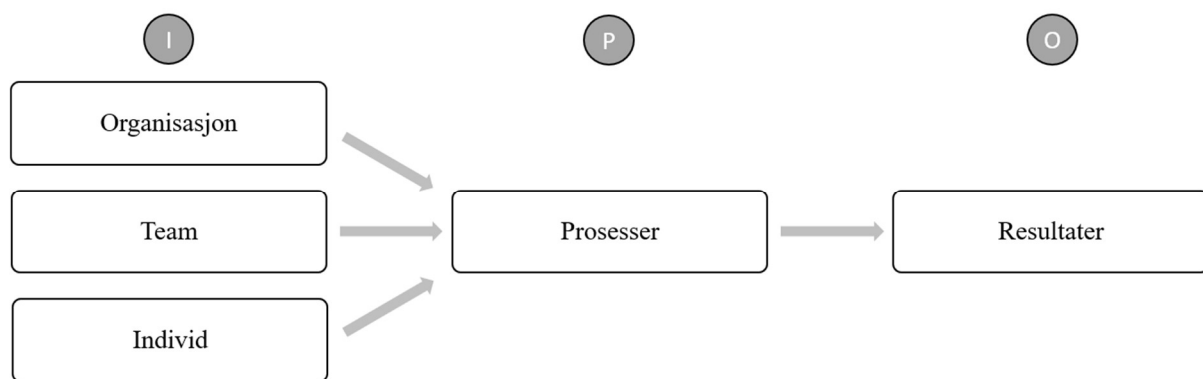 I
P
O
Organisasjon
Team
Prosesser
Resultater
Individ